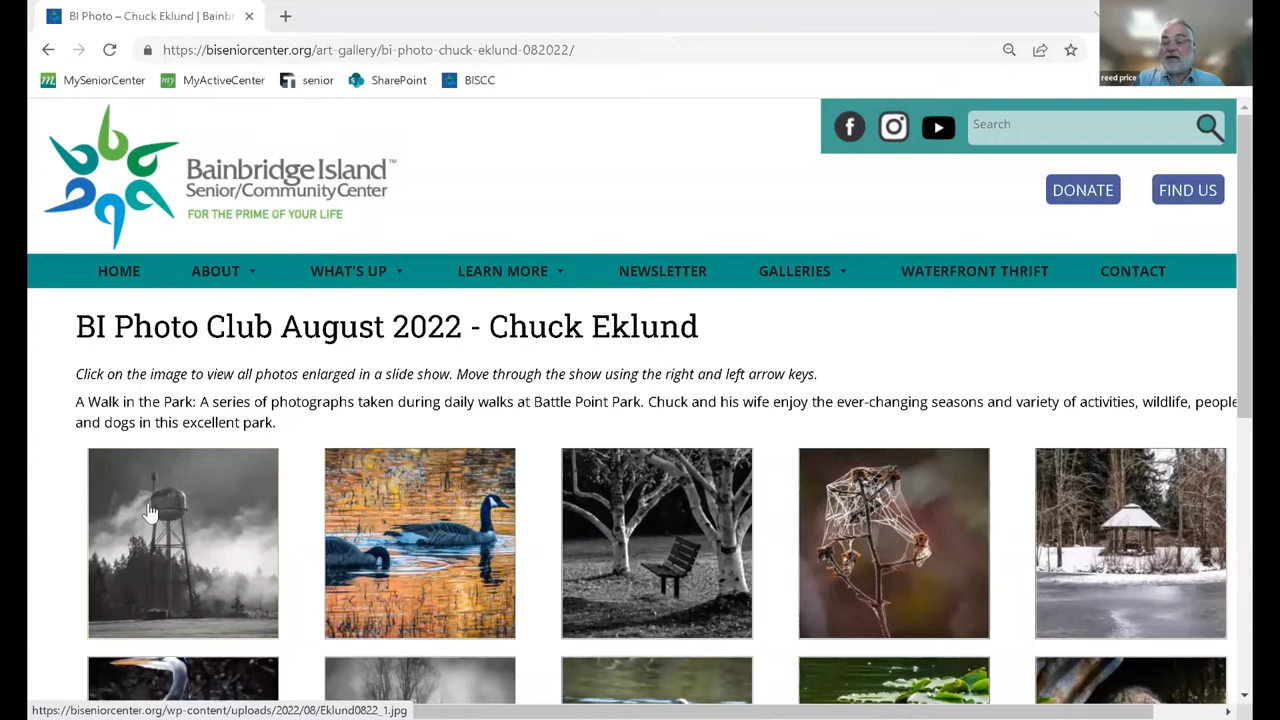 BI Photo – Chuck Eklund | Bainb
https://biseniorcenter.org/art-gallery/bi-photo-chuck-eklund-082022/
reed price
MySeniorCenter
my MyActiveCenter
senior
SharePoint
BISCC
Bainbridge Island™
Senior/Community Center
FOR THE PRIME OF YOUR LIFE
Search
DONATE
FIND US
HOME
ABOUT
WHAT'S UP
LEARN MORE
NEWSLETTER
GALLERIES
WATERFRONT THRIFT
CONTACT
BI Photo Club August 2022 - Chuck Eklund
Click on the image to view all photos enlarged in a slide show. Move through the show using the right and left arrow keys.
A Walk in the Park: A series of photographs taken during daily walks at Battle Point Park. Chuck and his wife enjoy the ever-changing seasons and variety of activities, wildlife, people
and dogs in this excellent park.
https://biseniorcenter.org/wp-content/uploads/2022/08/Eklund0822_1.jpg